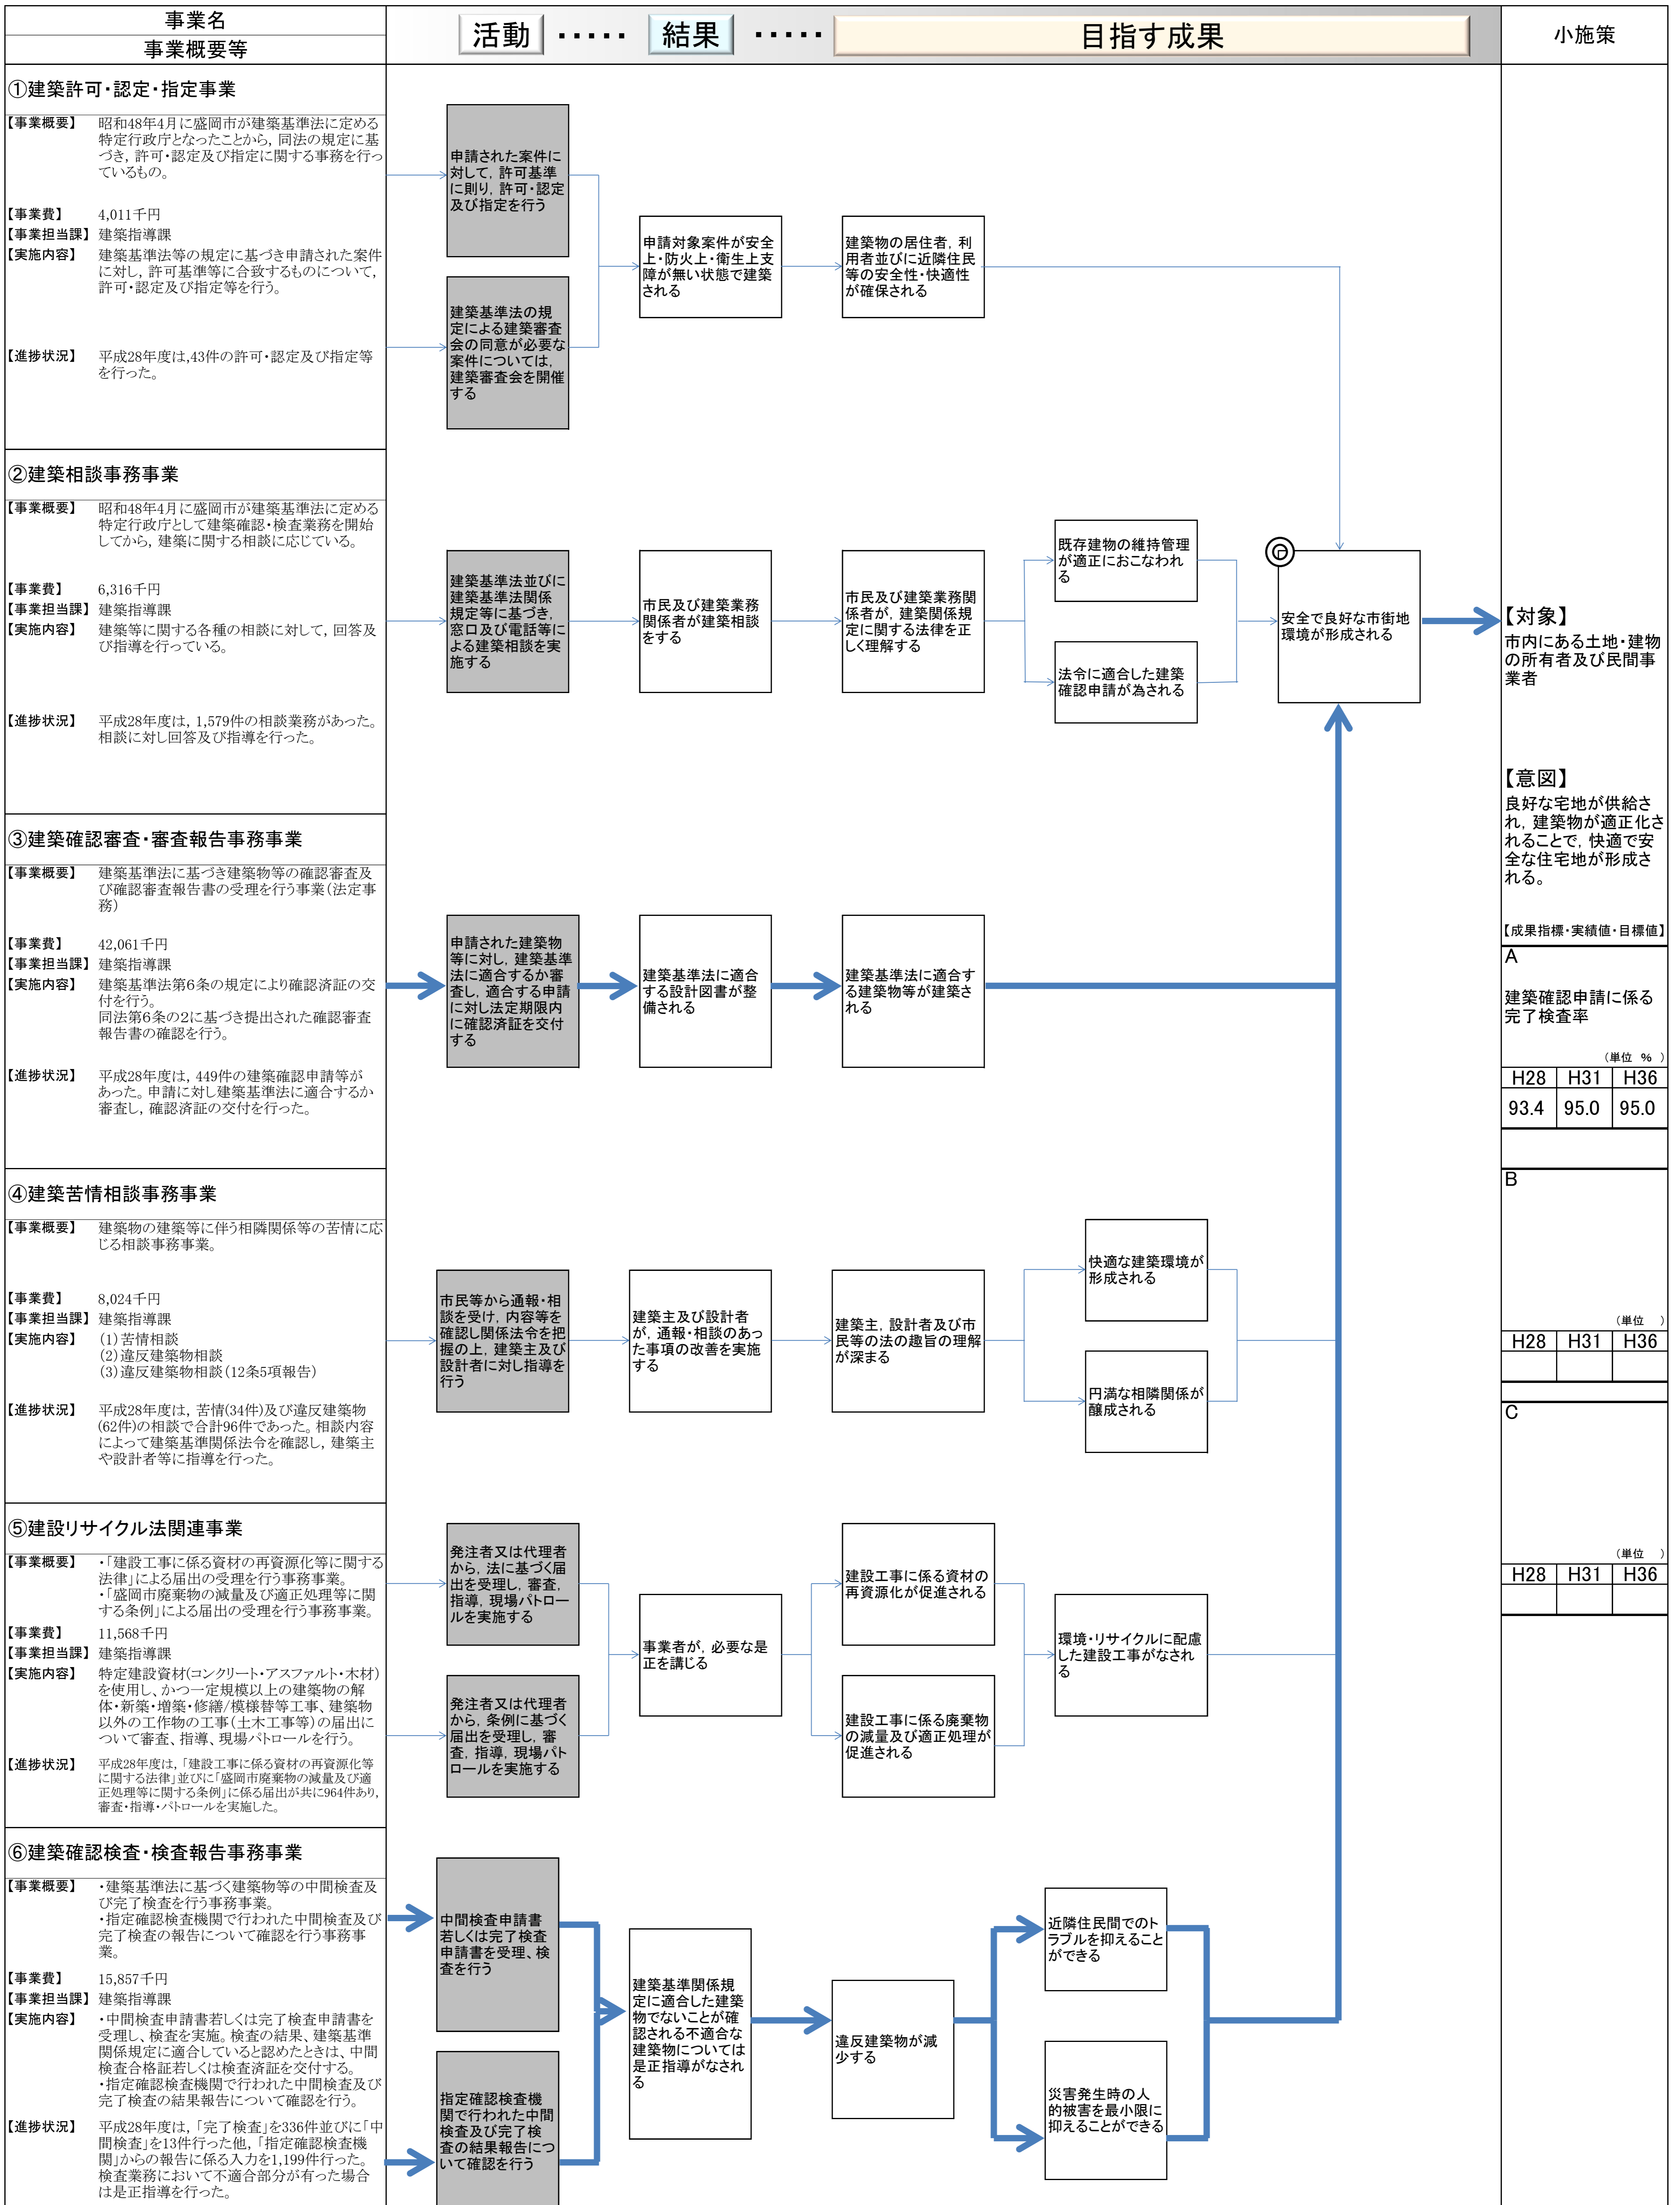 事業名
事業概要等
活動 ・・・・・ 結果 ・・・・・ 目指す成果
小施策
①建築許可・認定・指定事業
【事業概要】 昭和48年4月に盛岡市が建築基準法に定める
特定行政庁となったことから，同法の規定に基
づき，許可・認定及び指定に関する事務を行っ
ているもの。
【事業費】 4,011千円
【事業担当課】 建築指導課
【実施内容】 建築基準法等の規定に基づき申請された案件
に対し，許可基準等に合致するものについて，
許可・認定及び指定等を行う。
【進捗状況】 平成28年度は,43件の許可・認定及び指定等
を行った。
申請された案件に
対して，許可基準
に則り，許可・認定
及び指定を行う
建築基準法の規
定による建築審査
会の同意が必要な
案件については，
建築審査会を開催
する
申請対象案件が安全
上・防火上・衛生上支
障が無い状態で建築
される
建築物の居住者，利
用者並びに近隣住民
等の安全性・快適性
が確保される
②建築相談事務事業
【事業概要】 昭和48年4月に盛岡市が建築基準法に定める
特定行政庁として建築確認・検査業務を開始
してから，建築に関する相談に応じている。
【事業費】 6,316千円
【事業担当課】 建築指導課
【実施内容】 建築等に関する各種の相談に対して，回答及
び指導を行っている。
【進捗状況】 平成28年度は，1,579件の相談業務があった。
相談に対し回答及び指導を行った。
建築基準法並びに
建築基準法関係
規定等に基づき，
窓口及び電話等に
よる建築相談を実
施する
市民及び建築業務
関係者が建築相談
をする
市民及び建築業務関
係者が，建築関係規
定に関する法律を正
しく理解する
既存建物の維持管理
が適正におこなわれ
る
法令に適合した建築
確認申請が為される
安全で良好な市街地
環境が形成される
③建築確認審査・審査報告事務事業
【事業概要】 建築基準法に基づき建築物等の確認審査及
び確認審査報告書の受理を行う事業（法定事
務）
【事業費】 42,061千円
【事業担当課】 建築指導課
【実施内容】 建築基準法第6条の規定により確認済証の交
付を行う。
同法第6条の2に基づき提出された確認審査
報告書の確認を行う。
【進捗状況】 平成28年度は，449件の建築確認申請等が
あった。申請に対し建築基準法に適合するか
審査し，確認済証の交付を行った。
申請された建築物
等に対し，建築基準
法に適合するか審
査し，適合する申請
に対し法定期限内
に確認済証を交付
する
建築基準法に適合
する設計図書が整
備される
建築基準法に適合す
る建築物等が建築さ
れる
④建築苦情相談事務事業
【事業概要】 建築物の建築等に伴う相隣関係等の苦情に応
じる相談事務事業。
【事業費】 8,024千円
【事業担当課】 建築指導課
【実施内容】 （1）苦情相談
（2）違反建築物相談
（3）違反建築物相談（12条5項報告）
【進捗状況】 平成28年度は，苦情(34件)及び違反建築物
(62件)の相談で合計96件であった。相談内容
によって建築基準関係法令を確認し，建築主
や設計者等に指導を行った。
市民等から通報・相
談を受け，内容等を
確認し関係法令を把
握の上，建築主及び
設計者に対し指導を
行う
建築主及び設計者
が，通報・相談のあっ
た事項の改善を実施
する
建築主，設計者及び市
民等の法の趣旨の理解
が深まる
快適な建築環境が
形成される
円満な相隣関係が
醸成される
⑤建設リサイクル法関連事業
【事業概要】 ・「建設工事に係る資材の再資源化等に関する
法律」による届出の受理を行う事務事業。
・「盛岡市廃棄物の減量及び適正処理等に関
する条例」による届出の受理を行う事務事業。
【事業費】 11,568千円
【事業担当課】 建築指導課
【実施内容】 特定建設資材(コンクリート・アスファルト・木材)
を使用し、かつ一定規模以上の建築物の解
体・新築・増築・修繕/模様替等工事、建築物
以外の工作物の工事（土木工事等）の届出に
ついて審査、指導、現場パトロールを行う。
【進捗状況】 平成28年度は，「建設工事に係る資材の再資源化等
に関する法律」並びに「盛岡市廃棄物の減量及び適
正処理等に関する条例」に係る届出が共に964件あり，
審査・指導・パトロールを実施した。
発注者又は代理者
から，法に基づく届
出を受理し，審査，
指導，現場パトロー
ルを実施する
発注者又は代理者
から，条例に基づく
届出を受理し，審
査，指導，現場パト
ロールを実施する
事業者が，必要な是
正を講じる
建設工事に係る資材の
再資源化が促進される
建設工事に係る廃棄物
の減量及び適正処理が
促進される
環境・リサイクルに配慮
した建設工事がなされ
る
⑥建築確認検査・検査報告事務事業
【事業概要】 ・建築基準法に基づく建築物等の中間検査及
び完了検査を行う事務事業。
・指定確認検査機関で行われた中間検査及び
完了検査の報告について確認を行う事務事
業。
【事業費】 15,857千円
【事業担当課】 建築指導課
【実施内容】 ・中間検査申請書若しくは完了検査申請書を
受理し、検査を実施。検査の結果、建築基準
関係規定に適合していると認めたときは、中間
検査合格証若しくは検査済証を交付する。
・指定確認検査機関で行われた中間検査及び
完了検査の結果報告について確認を行う。
【進捗状況】 平成28年度は，「完了検査」を336件並びに「中
間検査」を13件行った他，「指定確認検査機
関」からの報告に係る入力を1,199件行った。
検査業務において不適合部分が有った場合
は是正指導を行った。
中間検査申請書
若しくは完了検査
申請書を受理、検
査を行う
指定確認検査機
関で行われた中間
検査及び完了検
査の結果報告につ
いて確認を行う
建築基準関係規
定に適合した建築
物でないことが確
認される不適合な
建築物については
是正指導がなされ
る
違反建築物が減
少する
近隣住民間でのト
ラブルを抑えること
ができる
災害発生時の人
的被害を最小限に
抑えることができる
【対象】
市内にある土地・建物
の所有者及び民間事
業者
【意図】
良好な宅地が供給さ
れ，建築物が適正化さ
れることで，快適で安
全な住宅地が形成さ
れる。
【成果指標・実績値・目標値】
A
建築確認申請に係る
完了検査率
（単位 ％ ）
H28 H31 H36
93.4 95.0 95.0
B
（単位 ）
H28 H31 H36
C
（単位 ）
H28 H31 H36